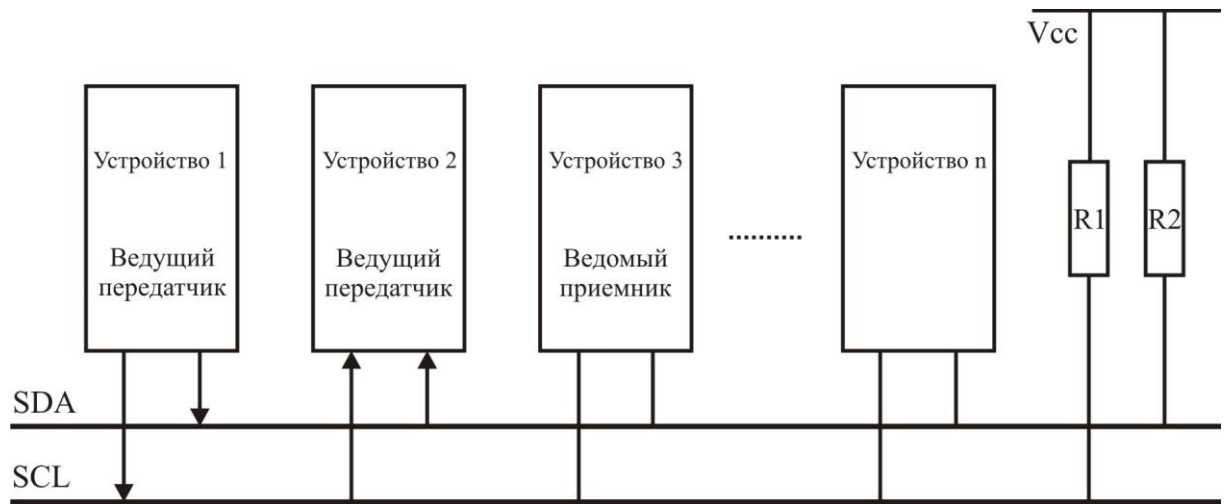 Vcc
Устройство 1
Ведущий
передатчик
Устройство 2
Ведущий
передатчик
Устройство 3
Ведомый
приемник
..........
Устройство n
R1
R2
SDA
SCL